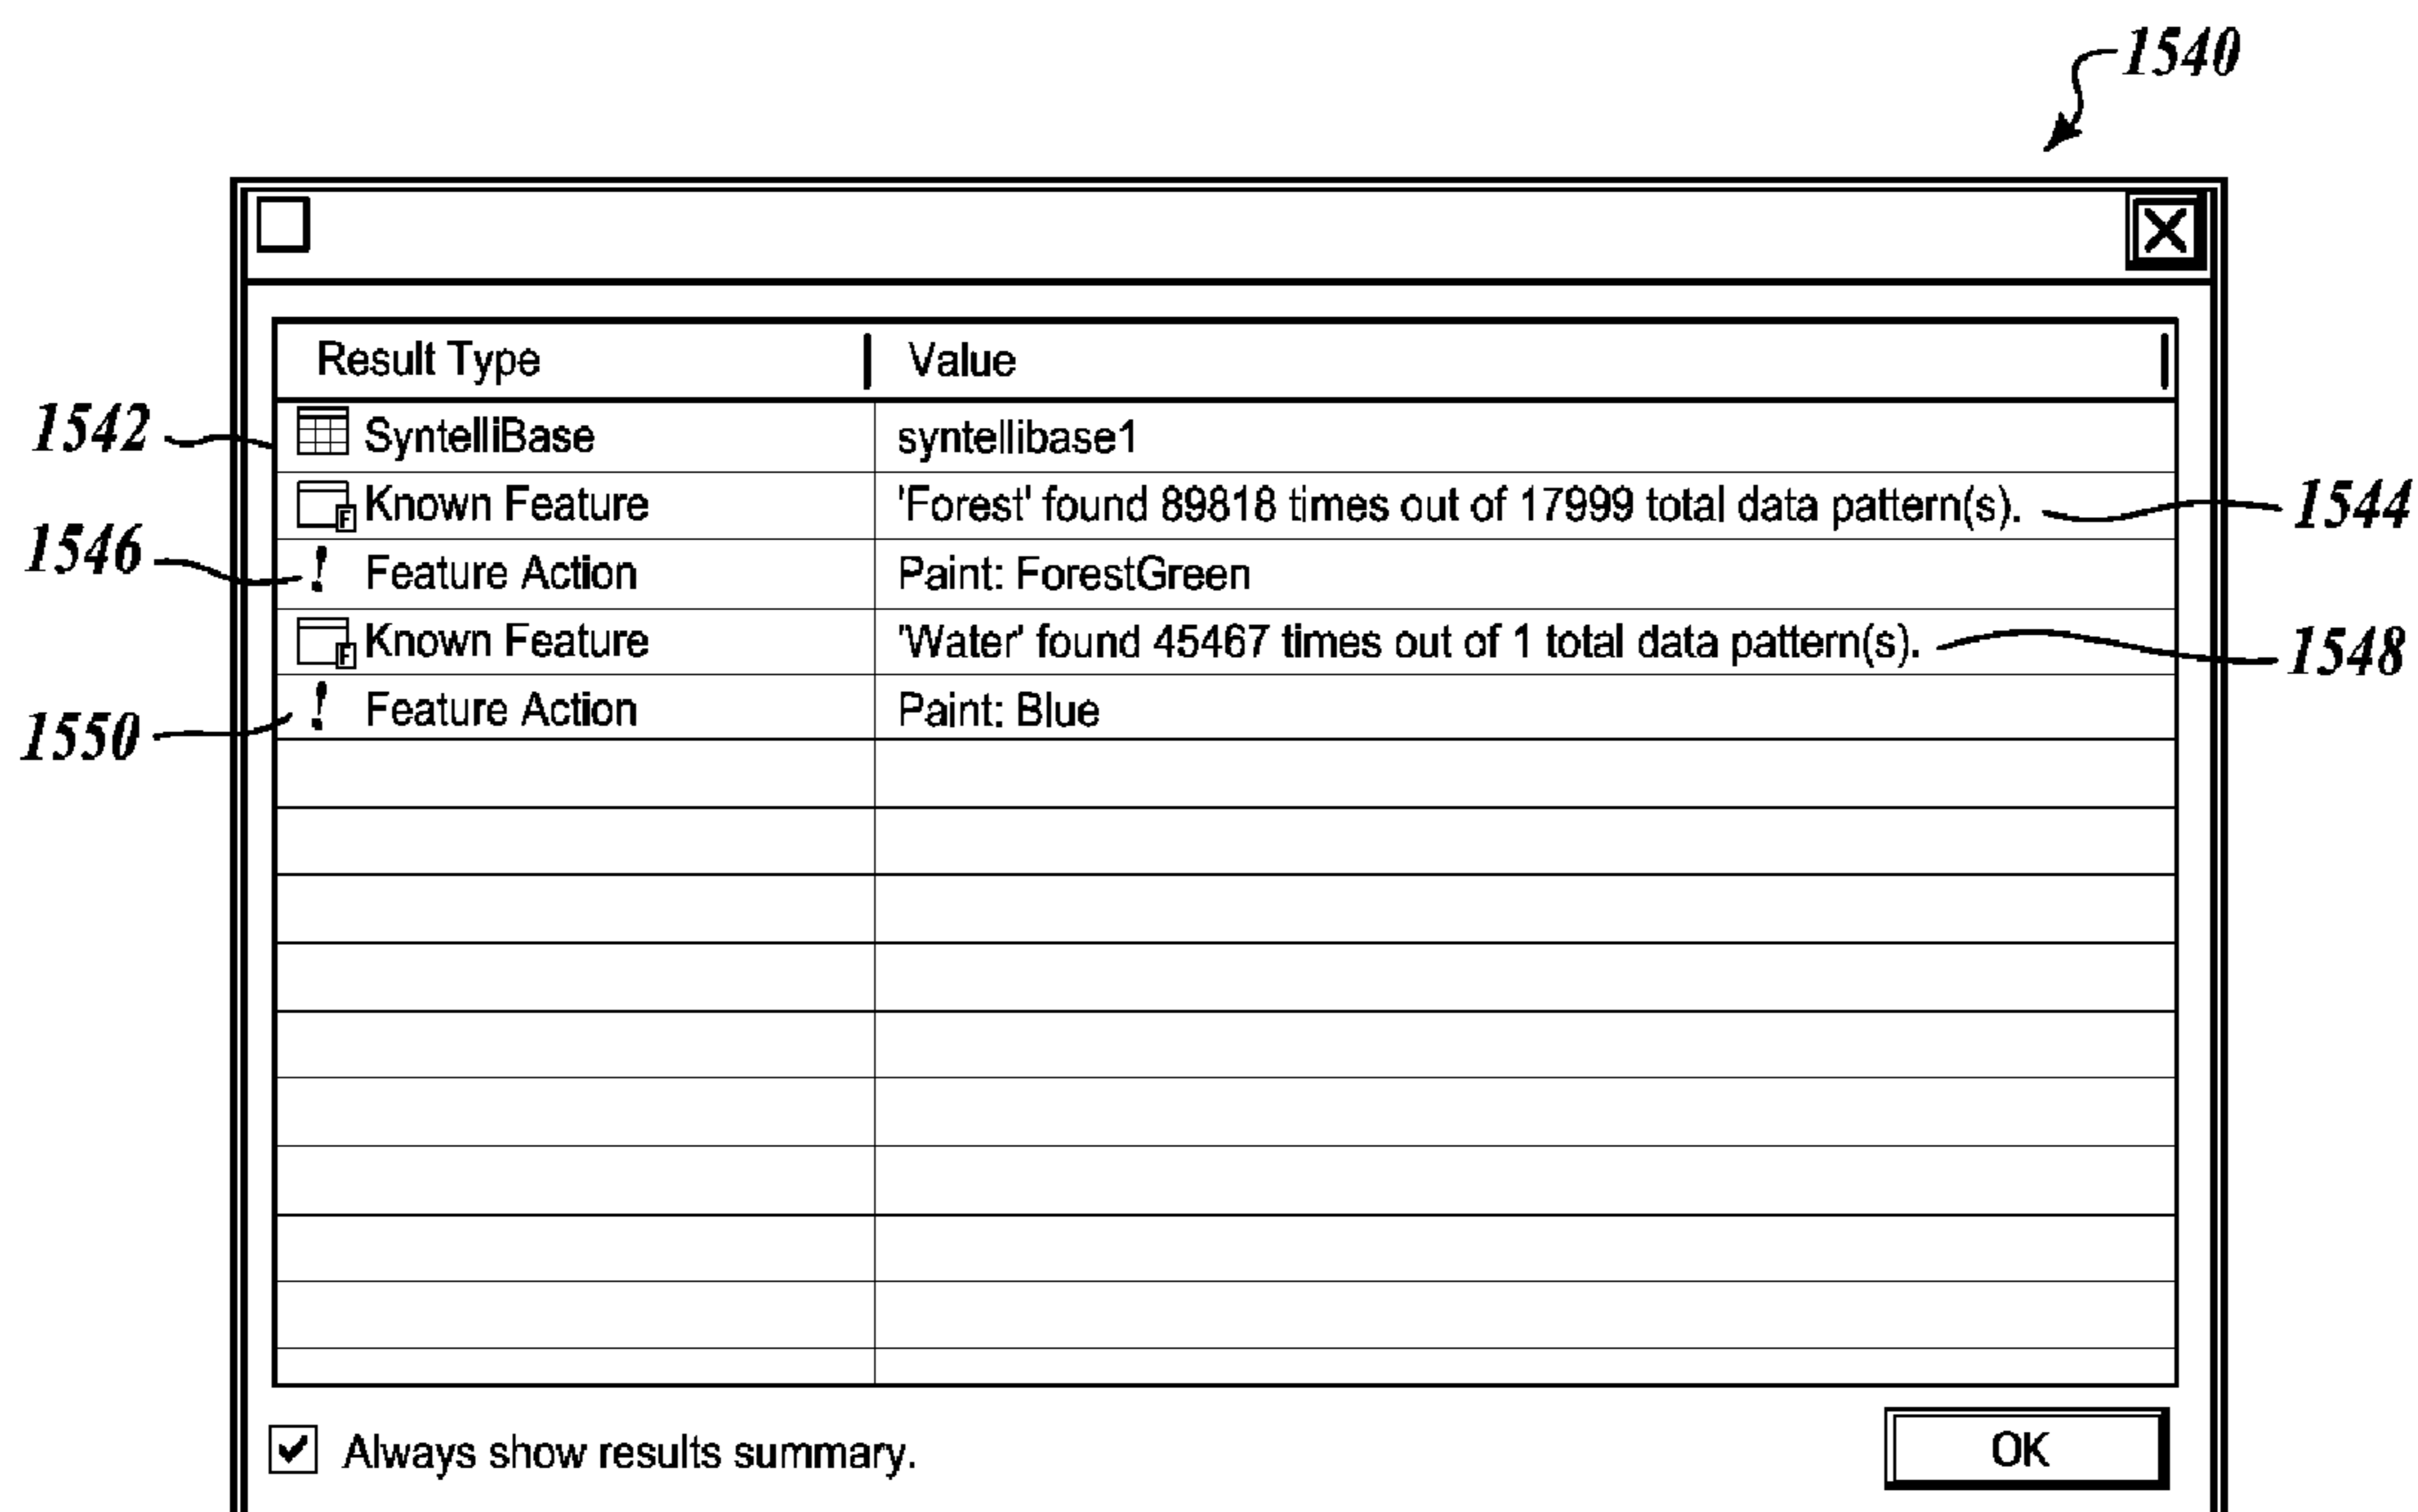 1540
Result Type Value
1542 SyntelliBase syntellibase1
Known Feature 'Forest' found 89818 times out of 17999 total data pattern(s). 1544
1546 ! Feature Action Paint: ForestGreen
Known Feature 'Water' found 45467 times out of 1 total data pattern(s). 1548
1550 ! Feature Action Paint: Blue
Always show results summary. OK